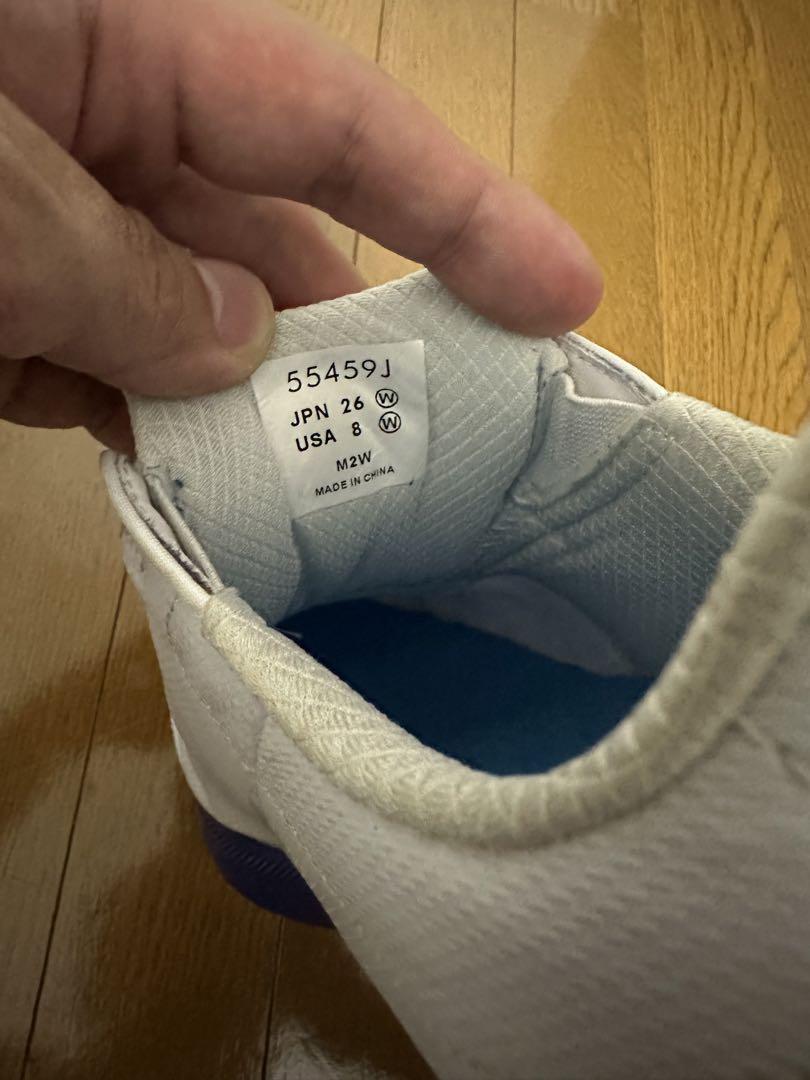 55459J
JPN 26 Ⓦ
USA 8 Ⓦ
M2W
MADE IN CHINA